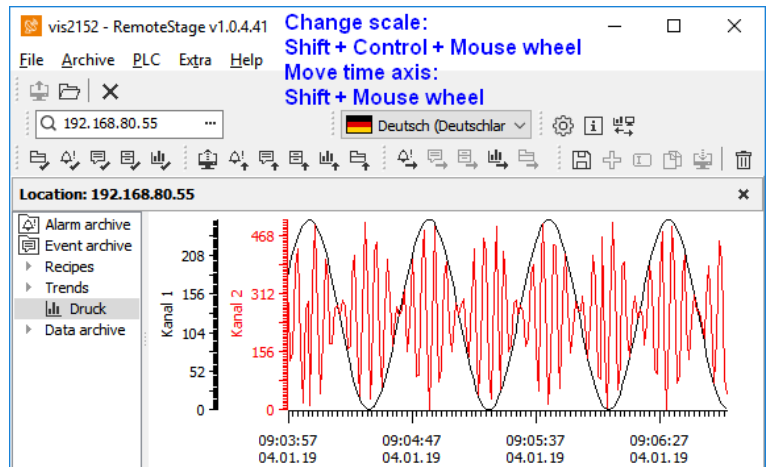 vis2152 - RemoteStage v1.0.4.41
Change scale:
Shift + Control + Mouse wheel
Move time axis:
Shift + Mouse wheel
File Archive PLC Extra Help
192.168.80.55 ...
Deutsch (Deutschlar
Location: 192.168.80.55
Alarm archive
Event archive
Recipes
Trends
Druck
Data archive
Kanal 1
208
156
104
52
0
Kanal 2
468
312
156
0
09:03:57 09:04:47 09:05:37 09:06:27
04.01.19 04.01.19 04.01.19 04.01.19